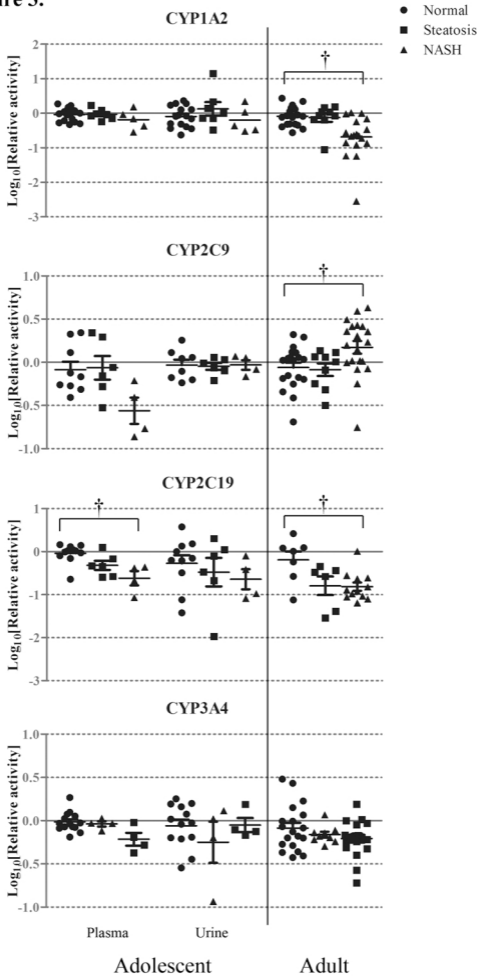 ure 3.
CYP1A2
● Normal
■ Steatosis
▲ NASH
Log10[Relative activity]
2
1
0
-1
-2
-3
†
CYP2C9
Log10[Relative activity]
1.0
0.5
0.0
-0.5
-1.0
†
CYP2C19
Log10[Relative activity]
1
0
-1
-2
-3
†
†
CYP3A4
Log10[Relative activity]
1.0
0.5
0.0
-0.5
-1.0
Plasma Urine
Adolescent Adult